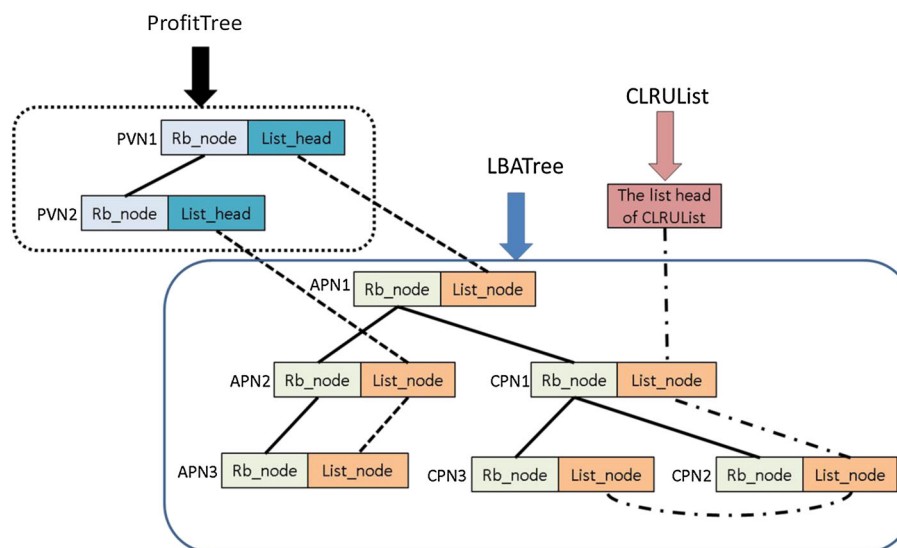 ProfitTree
CLRUList
PVN1 Rb_node List_head
LBATree
The list head
of CLRUList
PVN2 Rb_node List_head
APN1 Rb_node List_node
APN2 Rb_node List_node
CPN1 Rb_node List_node
APN3 Rb_node List_node
CPN3 Rb_node List_node
CPN2 Rb_node List_node